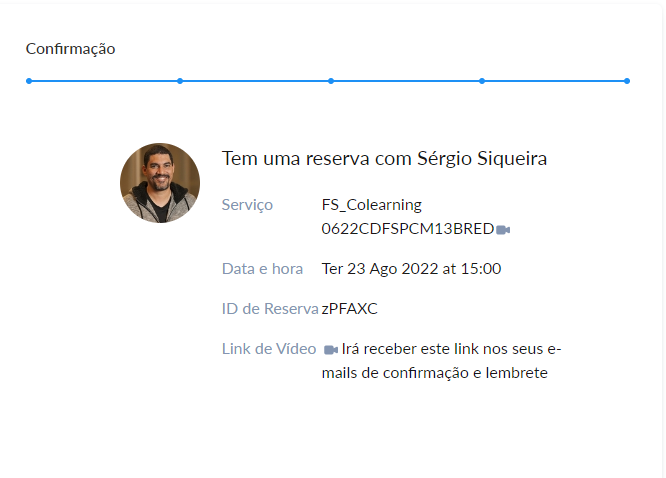 Confirmação
Tem uma reserva com Sérgio Siqueira
Serviço FS_Colearning
0622CDFSPCM13BRED
Data e hora Ter 23 Ago 2022 at 15:00
ID de Reserva zPFAXC
Link de Vídeo Irá receber este link nos seus e-
mails de confirmação e lembrete